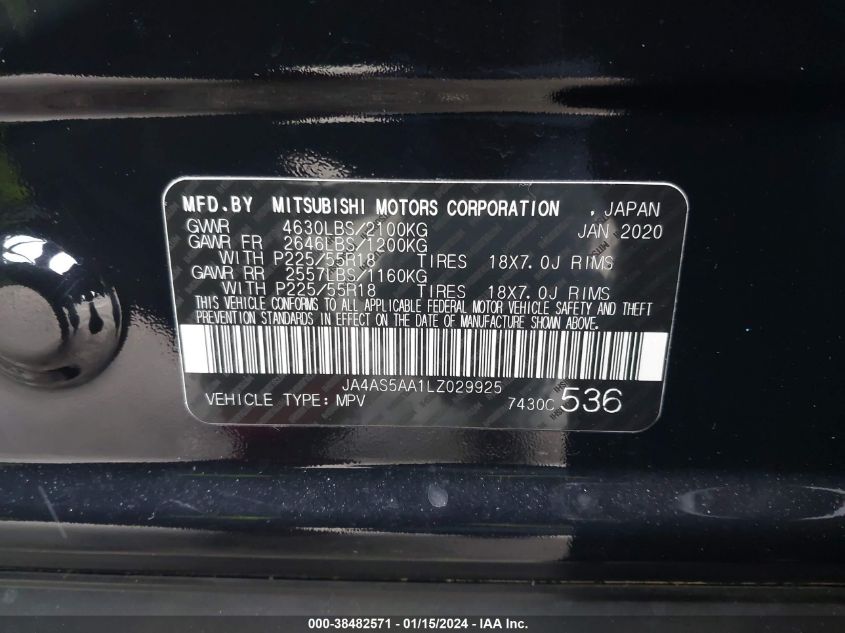 MFD.BY MITSUBISHI MOTORS CORPORATION , JAPAN
GVWR 4630LBS/2100KG JAN 2020
GAWR FR 2646LBS/1200KG
WITH P225/55R18 TIRES 18X7.0J RIMS
GAWR RR 2557LBS/1160KG
WITH P225/55R18 TIRES 18X7.0J RIMS
THIS VEHICLE CONFORMS TO ALL APPLICABLE FEDERAL MOTOR VEHICLE SAFETY AND THEFT
PREVENTION STANDARDS IN EFFECT ON THE DATE OF MANUFACTURE SHOWN ABOVE.
JA4AS5AA1LZ029925
VEHICLE TYPE: MPV 7430C 536
000-38482571 - 01/15/2024 - IAA Inc.